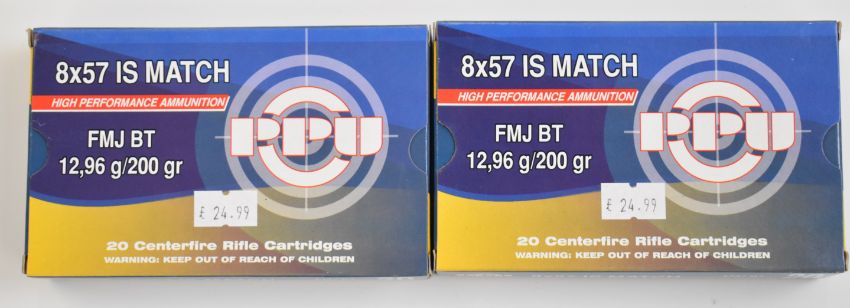 8x57 IS MATCH
HIGH PERFORMANCE AMMUNITION
PPU
FMJ BT
12,96 g/200 gr
£ 24.99
20 Centerfire Rifle Cartridges
WARNING: KEEP OUT OF REACH OF CHILDREN
8x57 IS MATCH
HIGH PERFORMANCE AMMUNITION
PPU
FMJ BT
12,96 g/200 gr
£ 24.99
20 Centerfire Rifle Cartridges
WARNING: KEEP OUT OF REACH OF CHILDREN